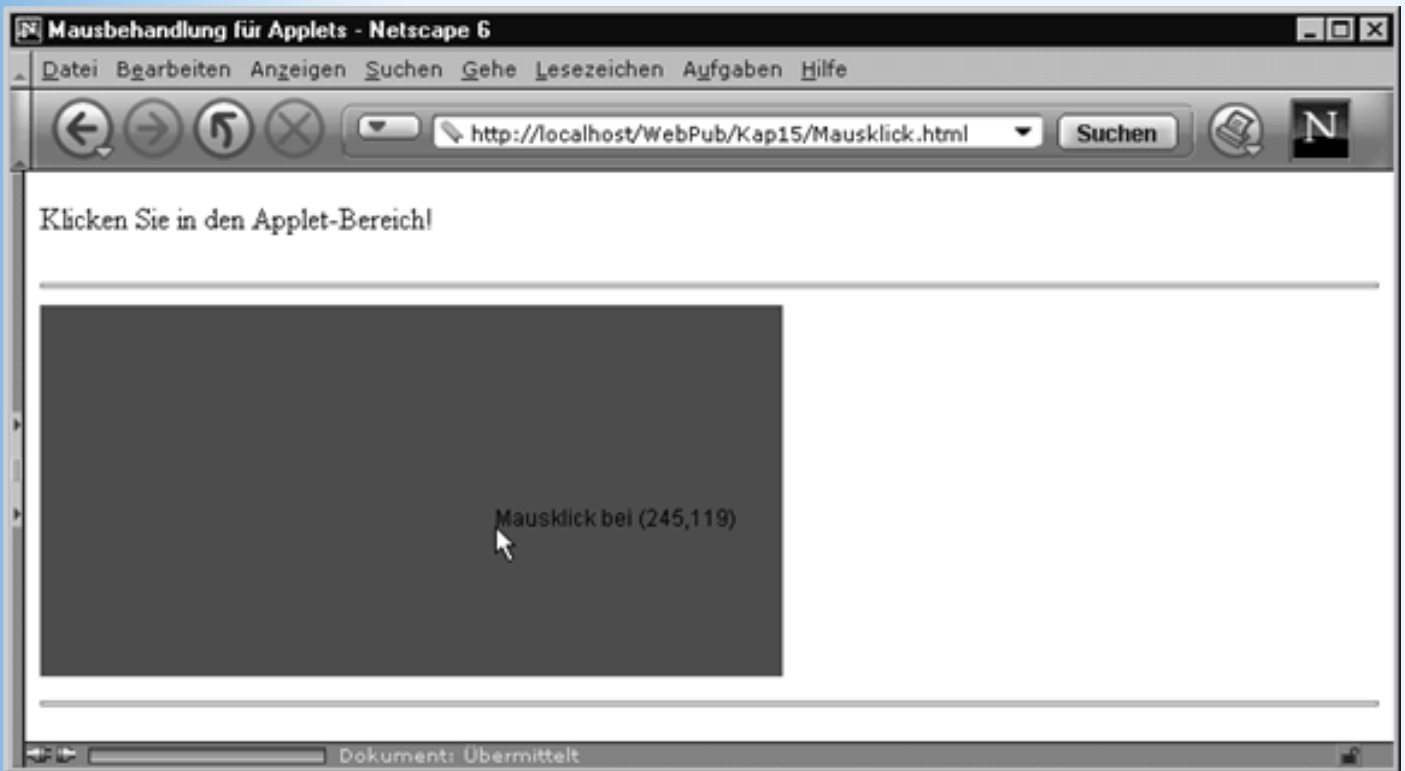 Mausbehandlung für Applets - Netscape 6
Datei Bearbeiten Anzeigen Suchen Gehe Lesezeichen Aufgaben Hilfe
http://localhost/WebPub/Kap15/Mausklick.html Suchen N
Klicken Sie in den Applet-Bereich!
Mausklick bei (245,119)
Dokument: Übermittelt